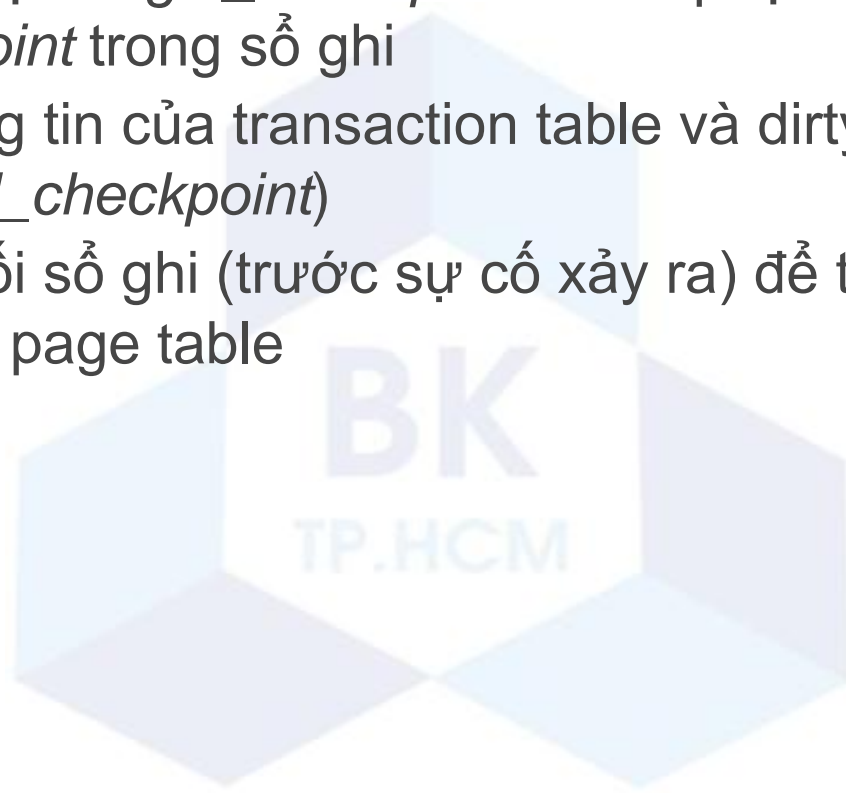 oint trong sổ ghi
g tin của transaction table và dirty
_checkpoint)
ối sổ ghi (trước sự cố xảy ra) để t
page table
BK
TP.HCM